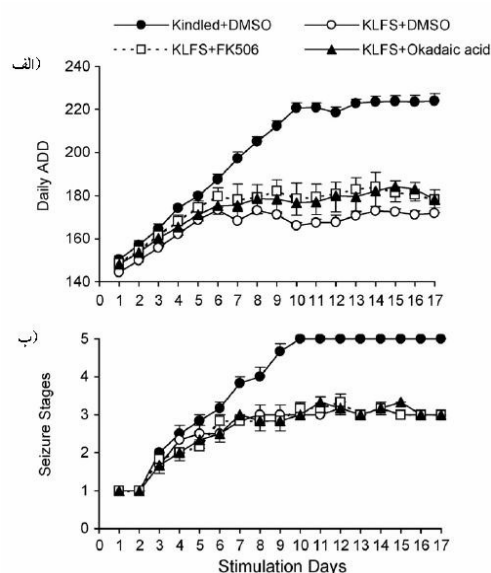 Kindled+DMSO KLFS+DMSO
KLFS+FK506 KLFS+Okadaic acid
الف)
240
220
200
180
160
140
Daily ADD
0 1 2 3 4 5 6 7 8 9 10 11 12 13 14 15 16 17
ب)
5
4
3
2
1
0
Seizure Stages
0 1 2 3 4 5 6 7 8 9 10 11 12 13 14 15 16 17
Stimulation Days